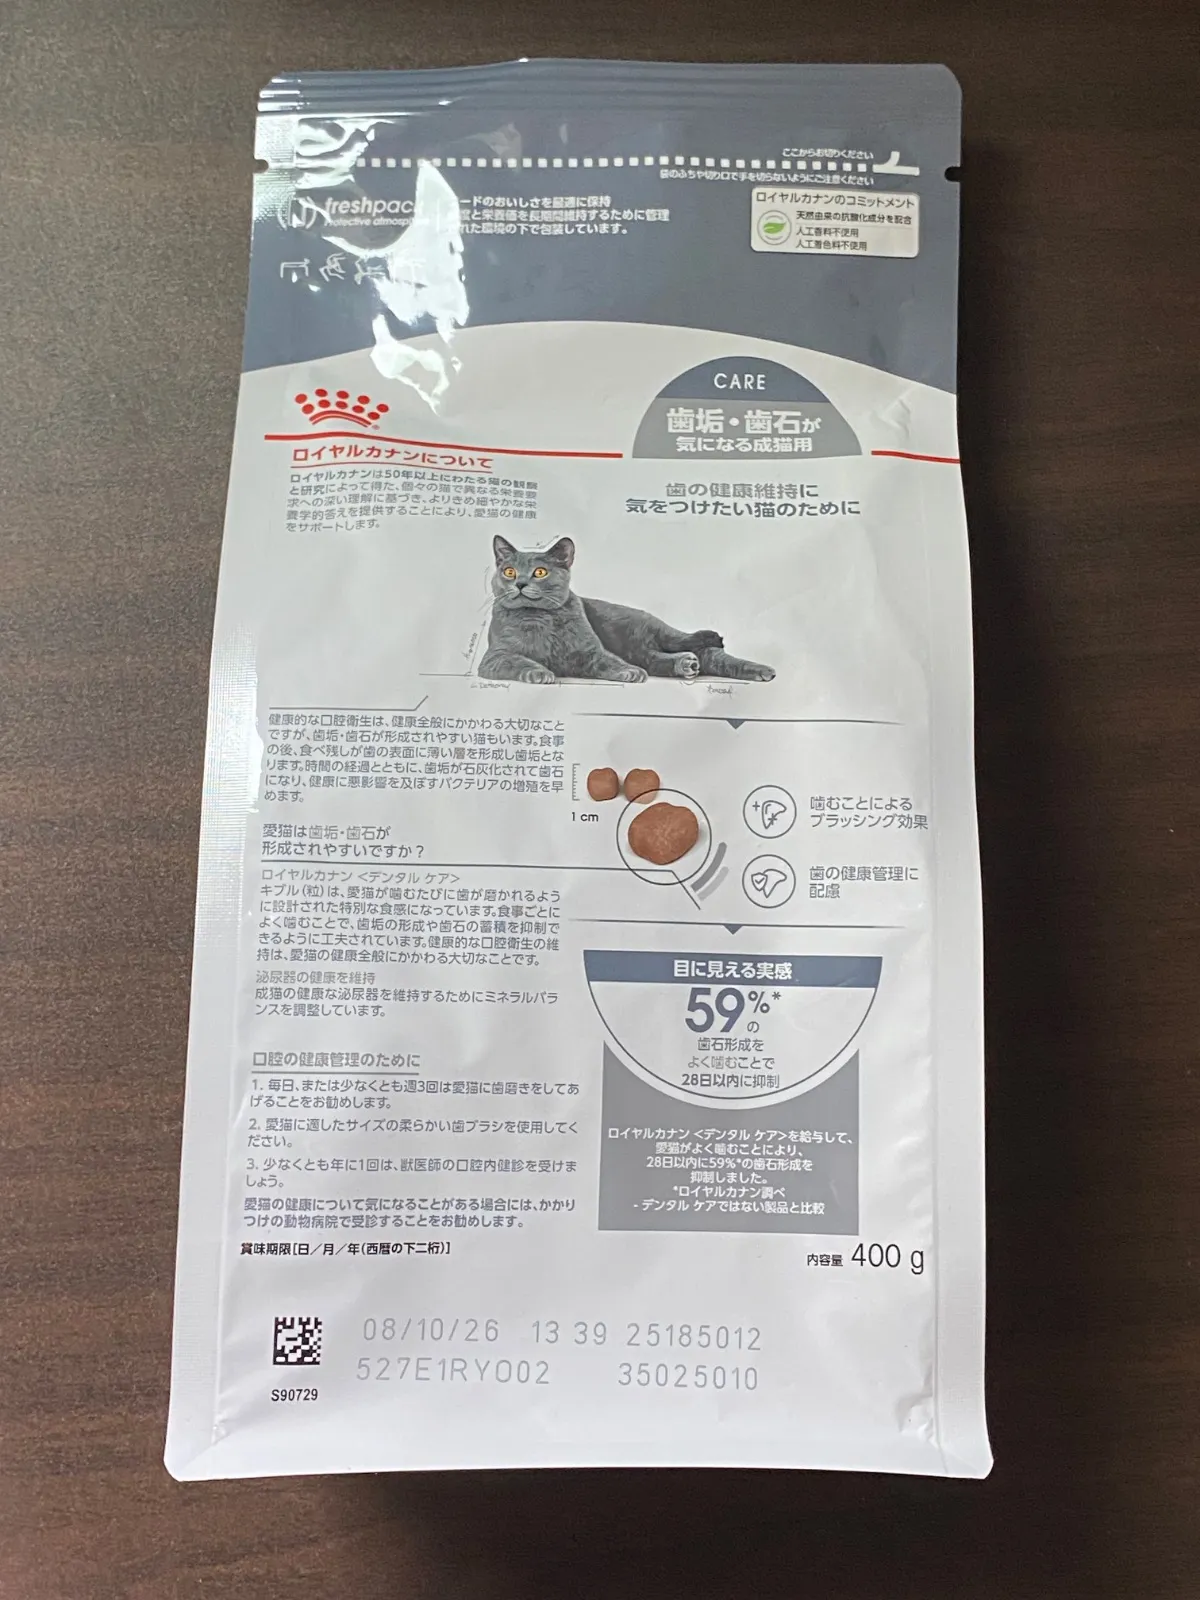 ここからお切りください
袋のふちや切り口で手を切らないようにご注意ください
freshpack
Protective atmosphere
ードのおいしさを最適に保持
度と栄養価を長期間維持するために管理
れた環境の下で包装しています。
ロイヤルカナンのコミットメント
天然由来の抗酸化成分を配合
人工香料不使用
人工着色料不使用
CARE
歯垢・歯石が
気になる成猫用
歯の健康維持に
気をつけたい猫のために
ロイヤルカナンについて
ロイヤルカナンは50年以上にわたる猫の観察
と研究によって得た、個々の猫で異なる栄養要
求への深い理解に基づき、よりきめ細やかな栄
養学的答えを提供することにより、愛猫の健康
をサポートします。
健康的な口腔衛生は、健康全般にかかわる大切なこと
ですが、歯垢・歯石が形成されやすい猫もいます。食事
の後、食べ残しが歯の表面に薄い層を形成し歯垢とな
ります。時間の経過とともに、歯垢が石灰化されて歯石
になり、健康に悪影響を及ぼすバクテリアの増殖を早
めます。
愛猫は歯垢・歯石が
形成されやすいですか？
ロイヤルカナン <デンタル ケア>
キブル（粒）は、愛猫が噛むたびに歯が磨かれるよう
に設計された特別な食感になっています。食事ごとに
よく噛むことで、歯垢の形成や歯石の蓄積を抑制で
きるように工夫されています。健康的な口腔衛生の維
持は、愛猫の健康全般にかかわる大切なことです。
泌尿器の健康を維持
成猫の健康な泌尿器を維持するためにミネラルバラ
ンスを調整しています。
1 cm
噛むことによる
ブラッシング効果
歯の健康管理に
配慮
目に見える実感
59%*の
歯石形成を
よく噛むことで
28日以内に抑制
ロイヤルカナン <デンタル ケア>を給与して、
愛猫がよく噛むことにより、
28日以内に59%*の歯石形成を
抑制しました。
*ロイヤルカナン調べ
- デンタル ケアではない製品と比較
口腔の健康管理のために
1. 毎日、または少なくとも週3回は愛猫に歯磨きをしてあ
げることをお勧めします。
2. 愛猫に適したサイズの柔らかい歯ブラシを使用してく
ださい。
3. 少なくとも年に1回は、獣医師の口腔内健診を受けま
しょう。
愛猫の健康について気になることがある場合には、かかり
つけの動物病院で受診することをお勧めします。
賞味期限[日／月／年(西暦の下二桁)]
内容量 400 g
08/10/26 13 39 25185012
527E1RY002 35025010
S90729